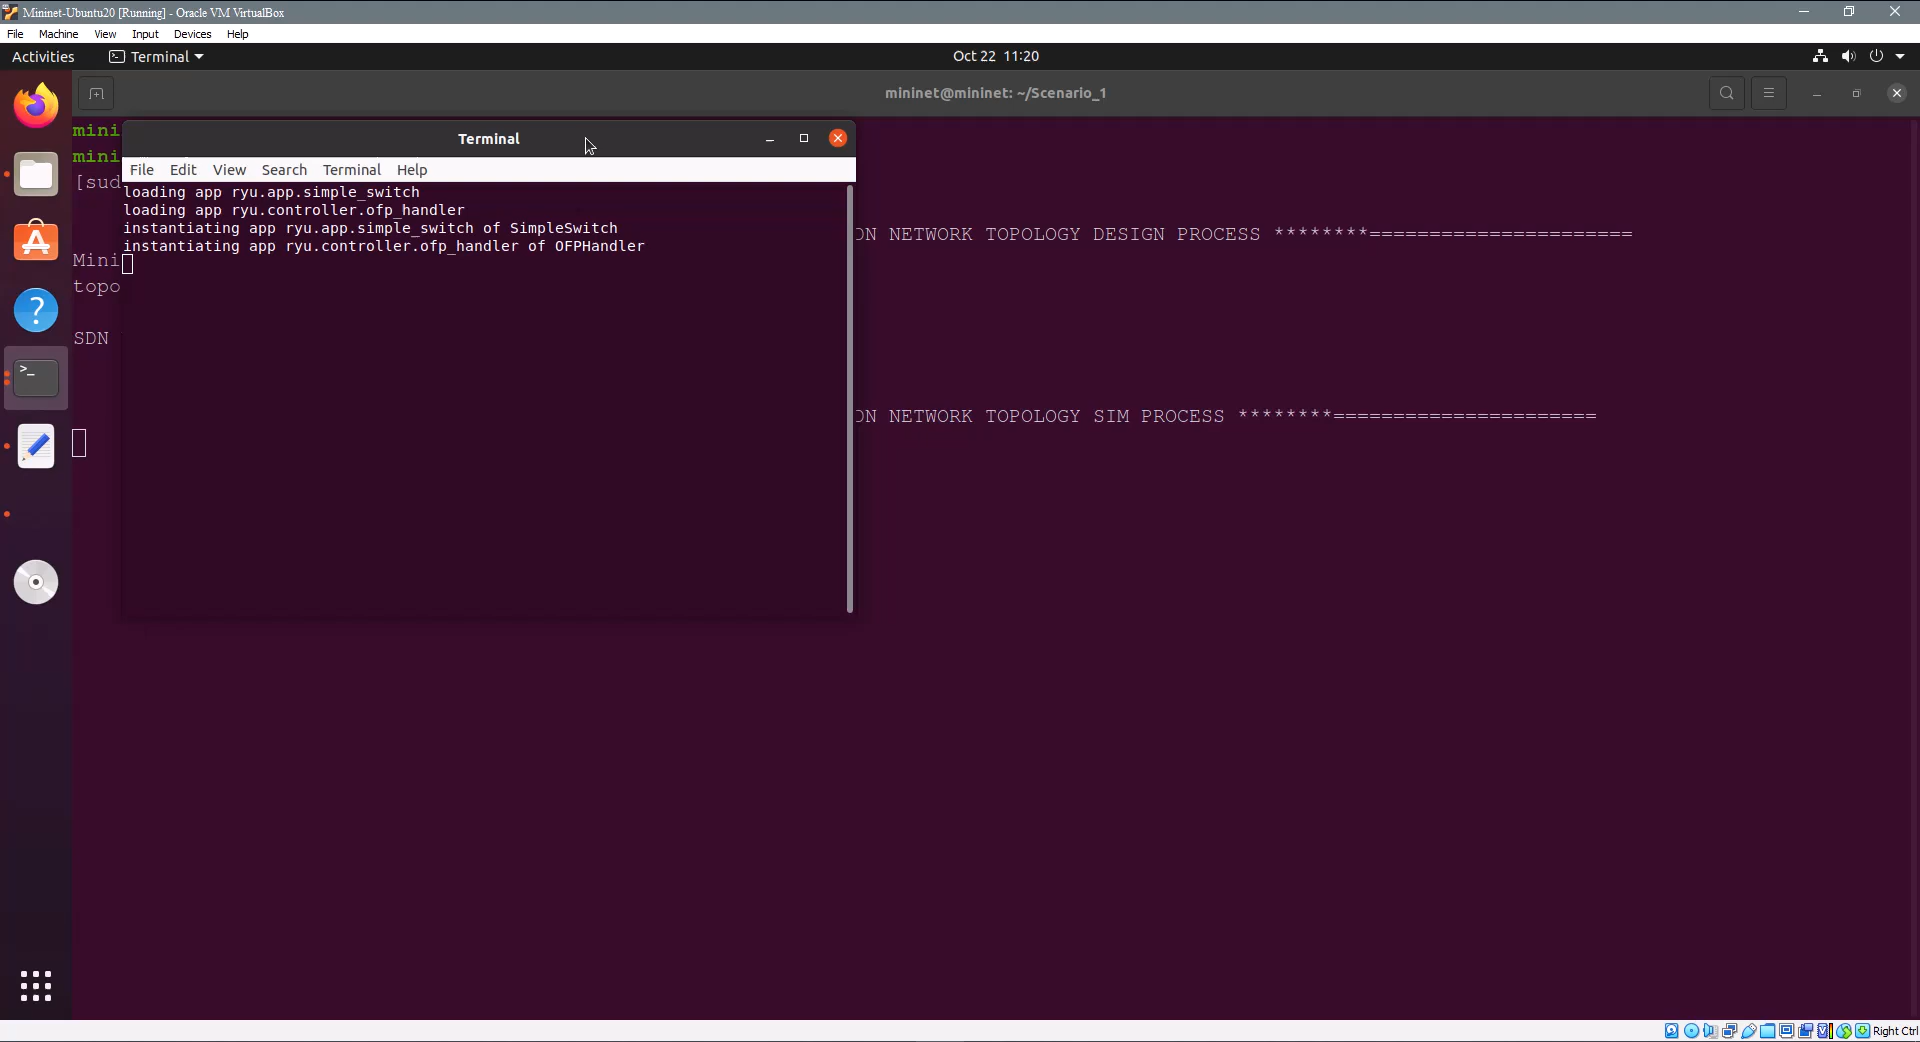 Mininet-Ubuntu20 [Running] - Oracle VM VirtualBox
File Machine View Input Devices Help
Activities Terminal Oct 22 11:20
mininet@mininet: ~/Scenario_1
mini
mini
[sud
Terminal
File Edit View Search Terminal Help
loading app ryu.app.simple_switch
loading app ryu.controller.ofp_handler
instantiating app ryu.app.simple_switch of SimpleSwitch
instantiating app ryu.controller.ofp_handler of OFPHandler
DN NETWORK TOPOLOGY DESIGN PROCESS ********======================
Mini
topo
SDN
DN NETWORK TOPOLOGY SIM PROCESS ********======================
Right Ctrl